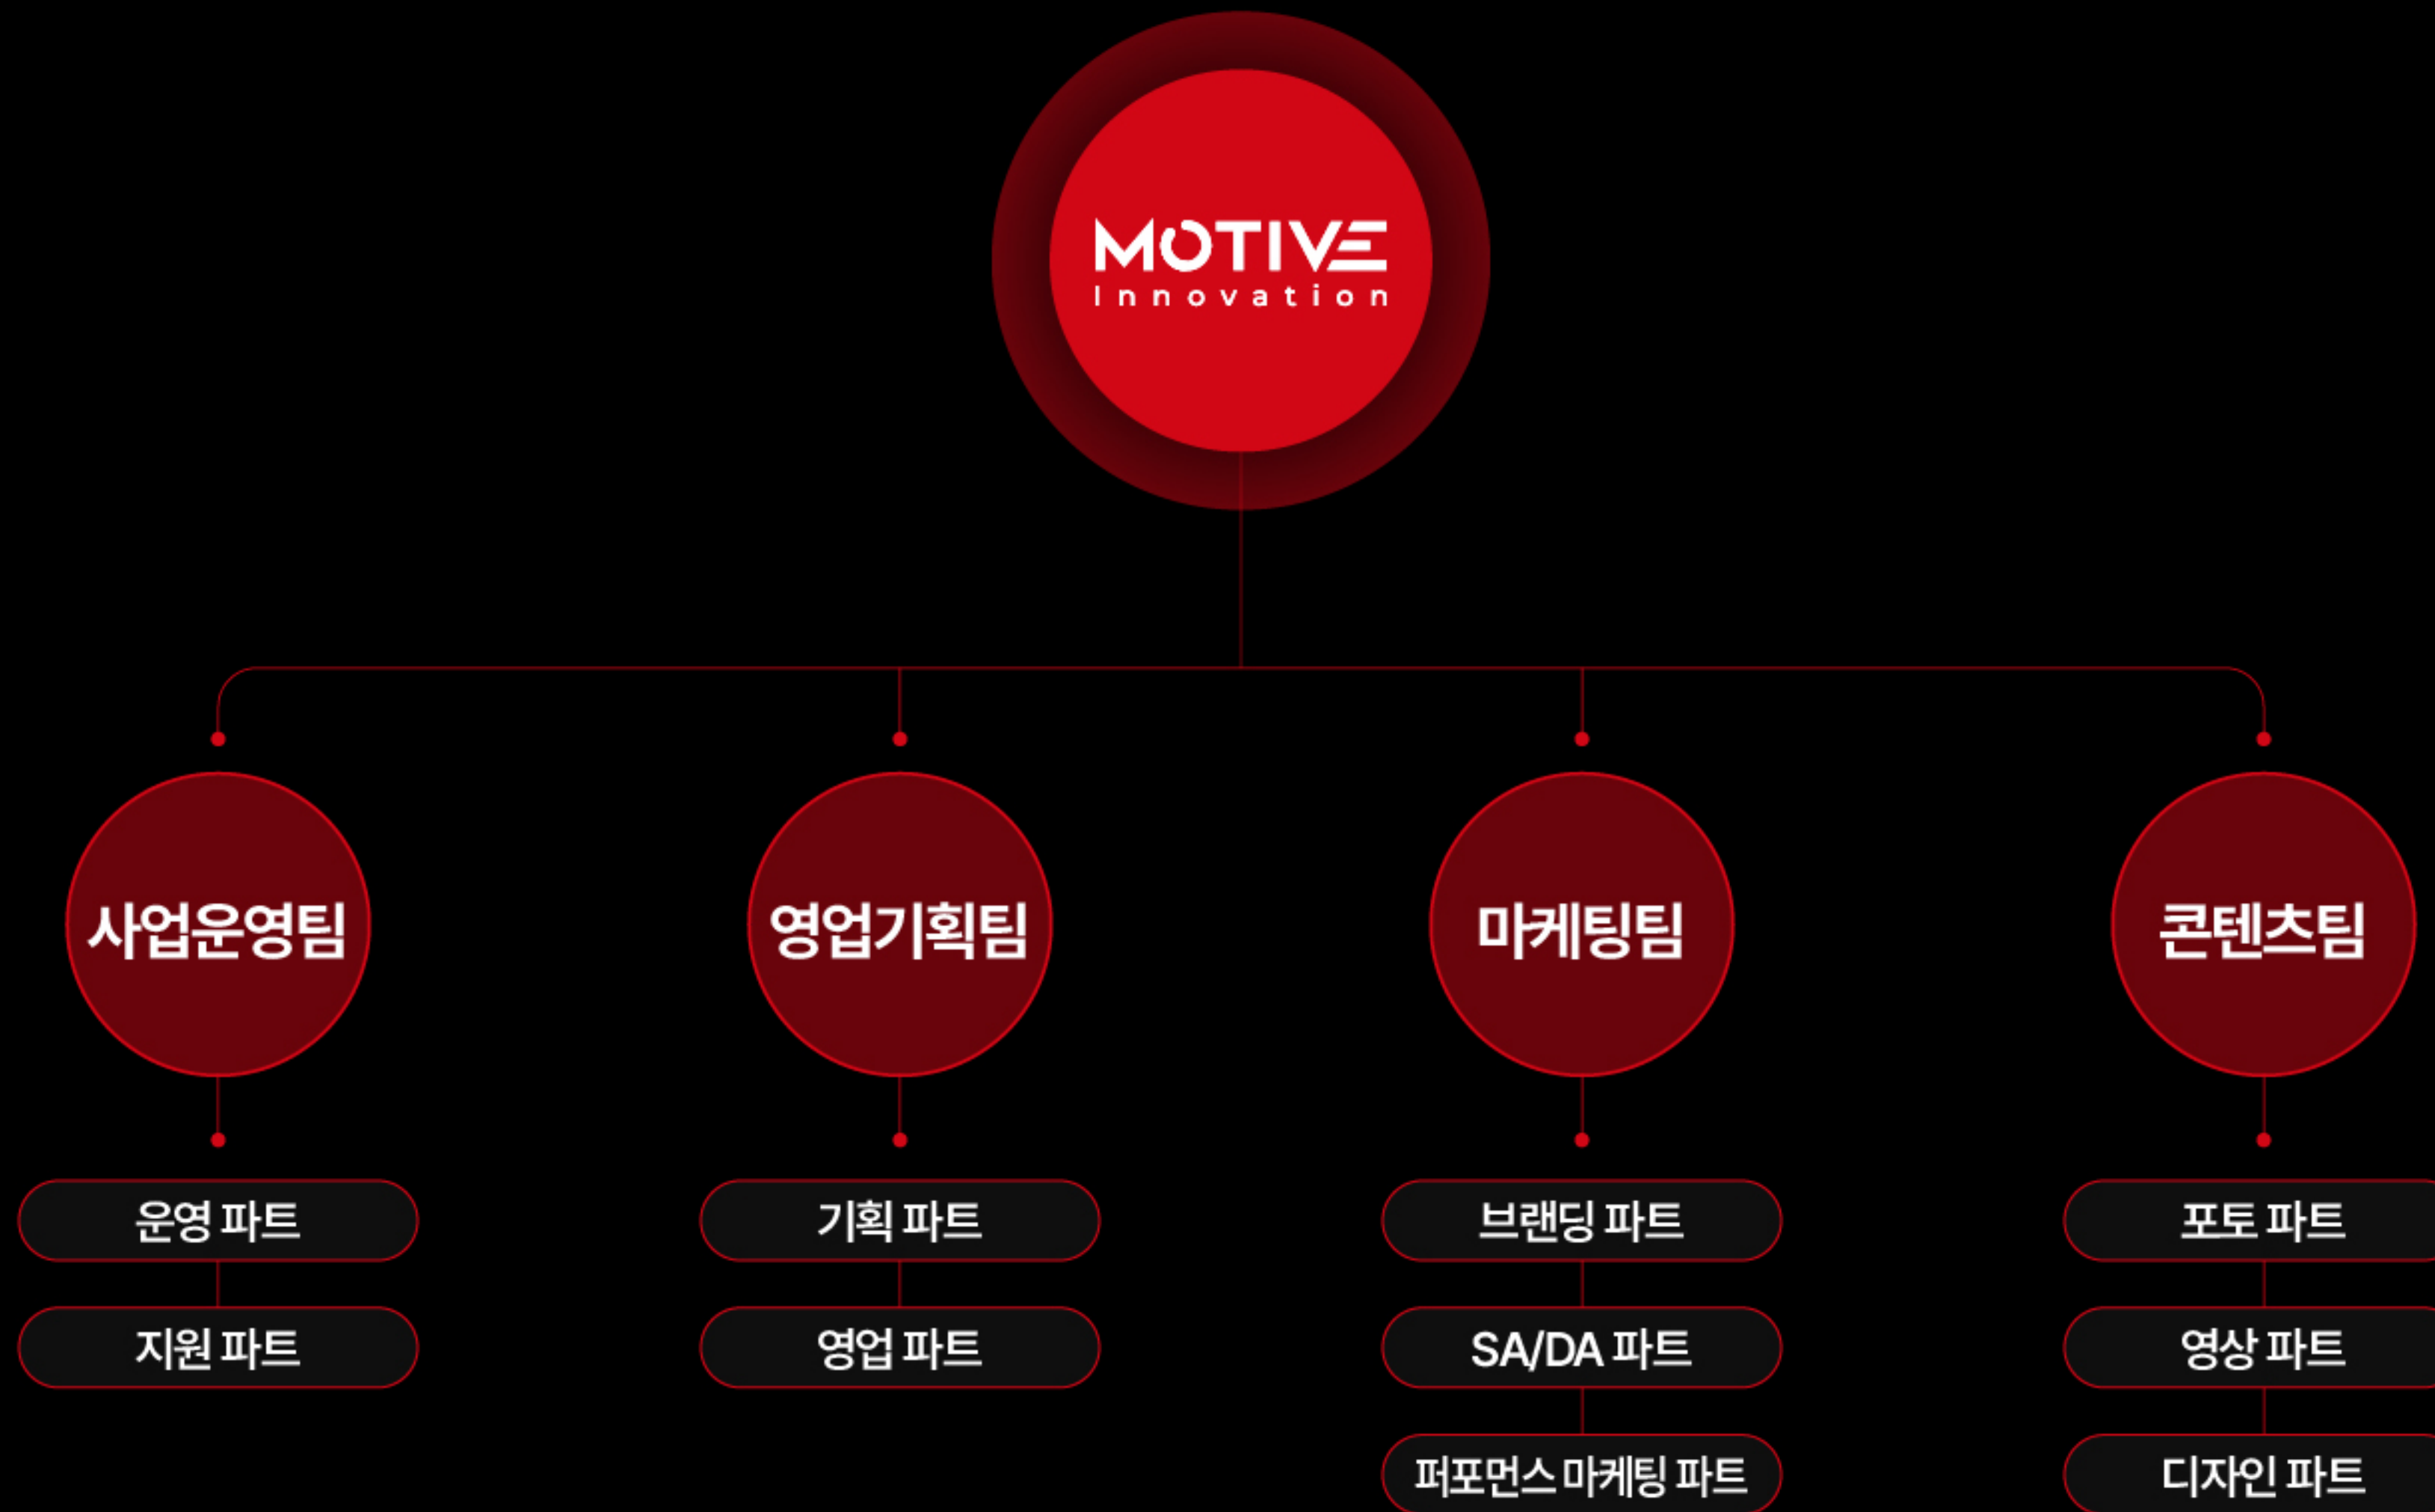 MOTIVE
Innovation
사업운영팀
영업기획팀
마케팅팀
콘텐츠팀
운영 파트
기획 파트
브랜딩 파트
포토 파트
지원 파트
영업 파트
SA/DA 파트
영상 파트
퍼포먼스 마케팅 파트
디자인 파트